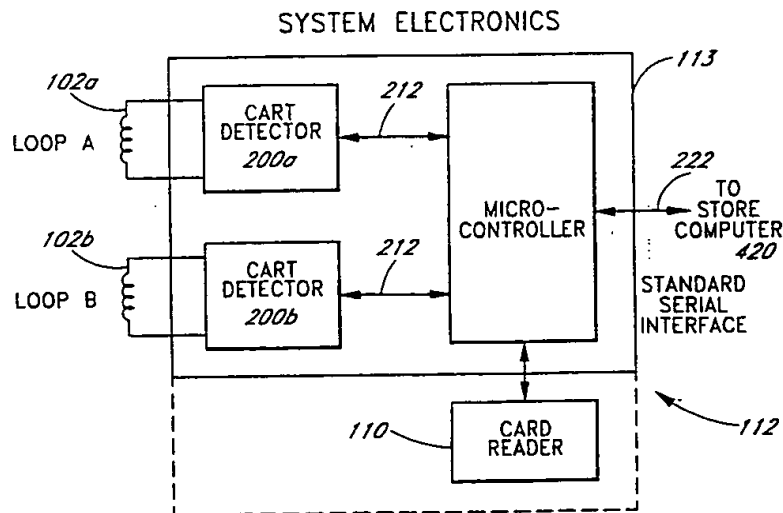 SYSTEM ELECTRONICS
102a
LOOP A
CART
DETECTOR
200a
212
113
MICRO-
CONTROLLER
222
TO
STORE
COMPUTER
420
STANDARD
SERIAL
INTERFACE
102b
LOOP B
CART
DETECTOR
200b
212
110
CARD
READER
112